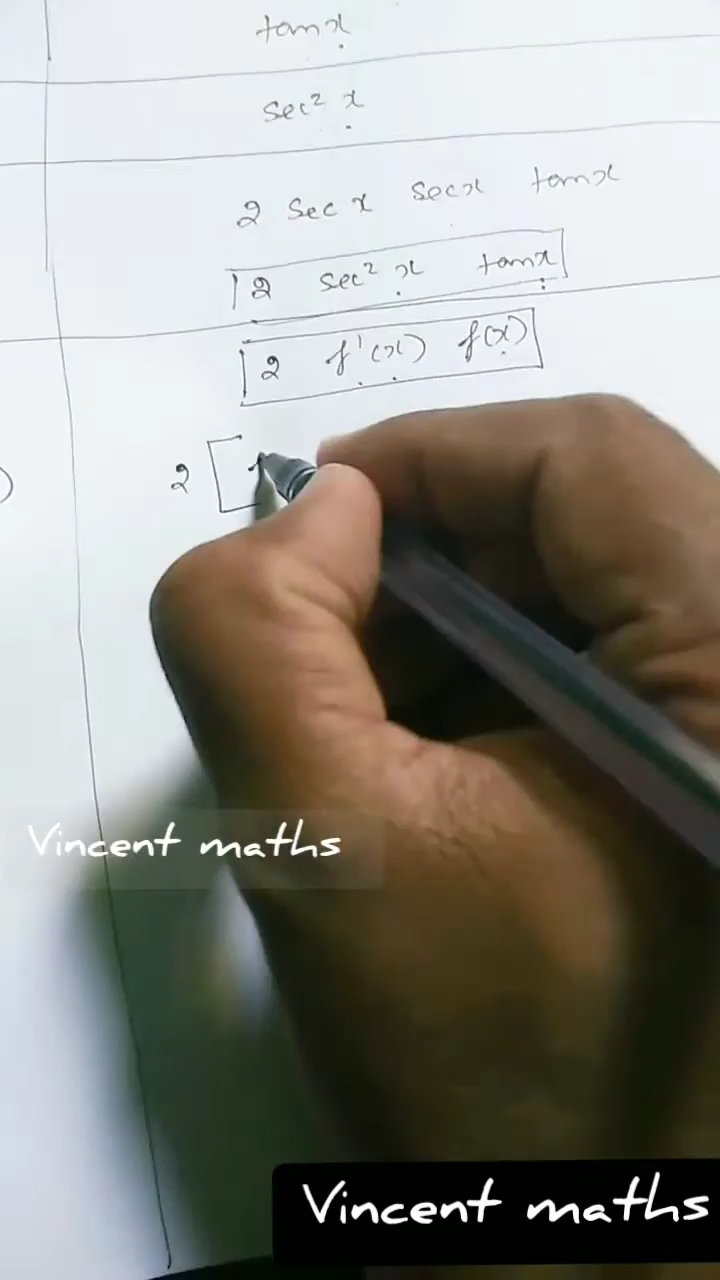 tanx
sec² x
2 sec x secx tanx
2 sec² x tanx
2 f'(x) f(x)
) 2 [
Vincent maths
Vincent maths